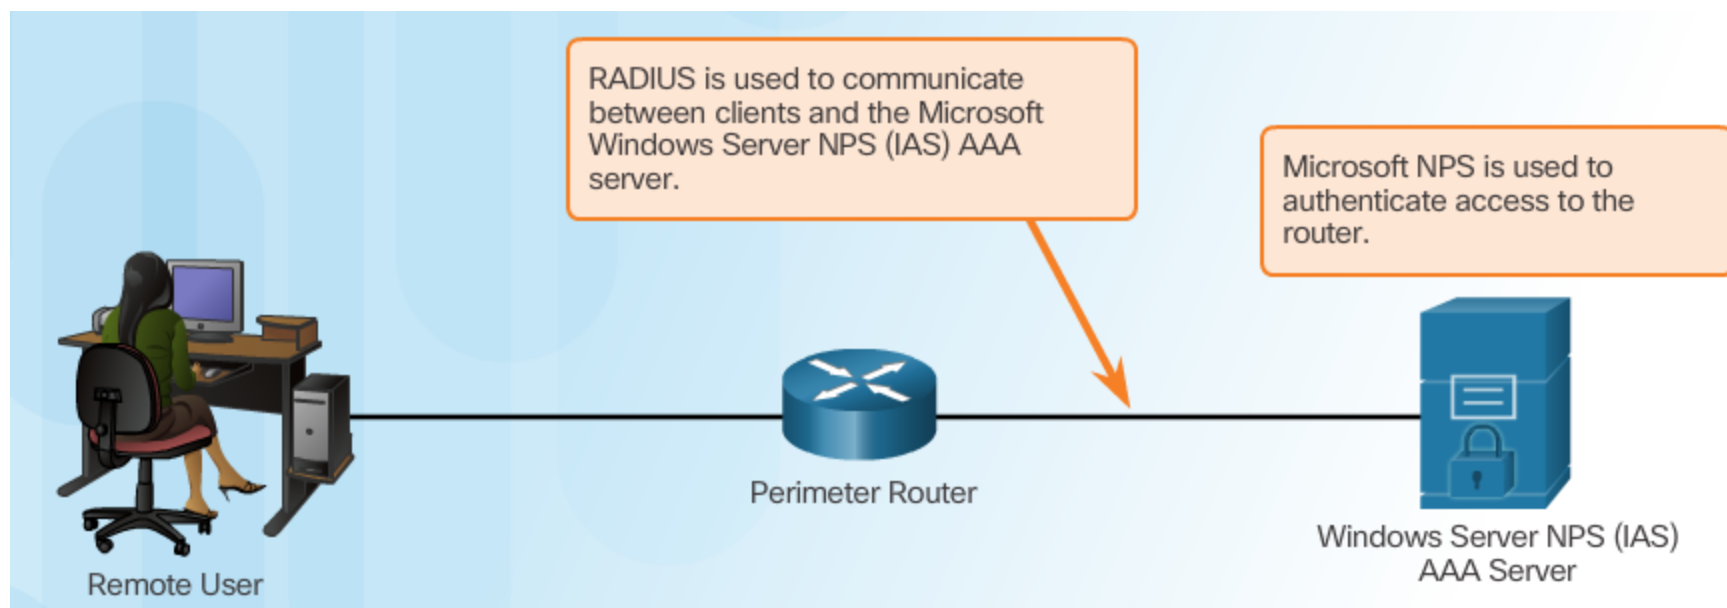 RADIUS is used to communicate
between clients and the Microsoft
Windows Server NPS (IAS) AAA
server.
Microsoft NPS is used to
authenticate access to the
router.
Perimeter Router
Windows Server NPS (IAS)
AAA Server
Remote User